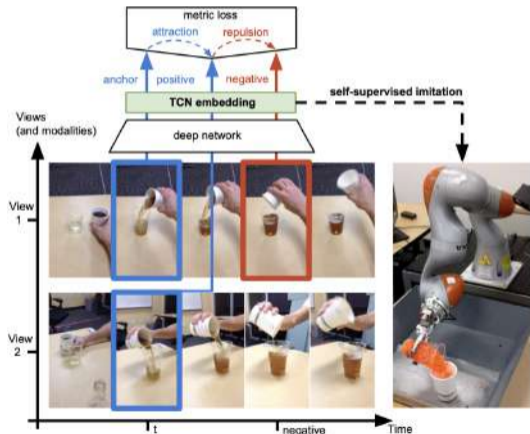 metric loss
attraction
repulsion
anchor
positive
negative
TCN embedding
self-supervised imitation
deep network
Views
(and modalities)
View
1
View
2
t
negative
Time